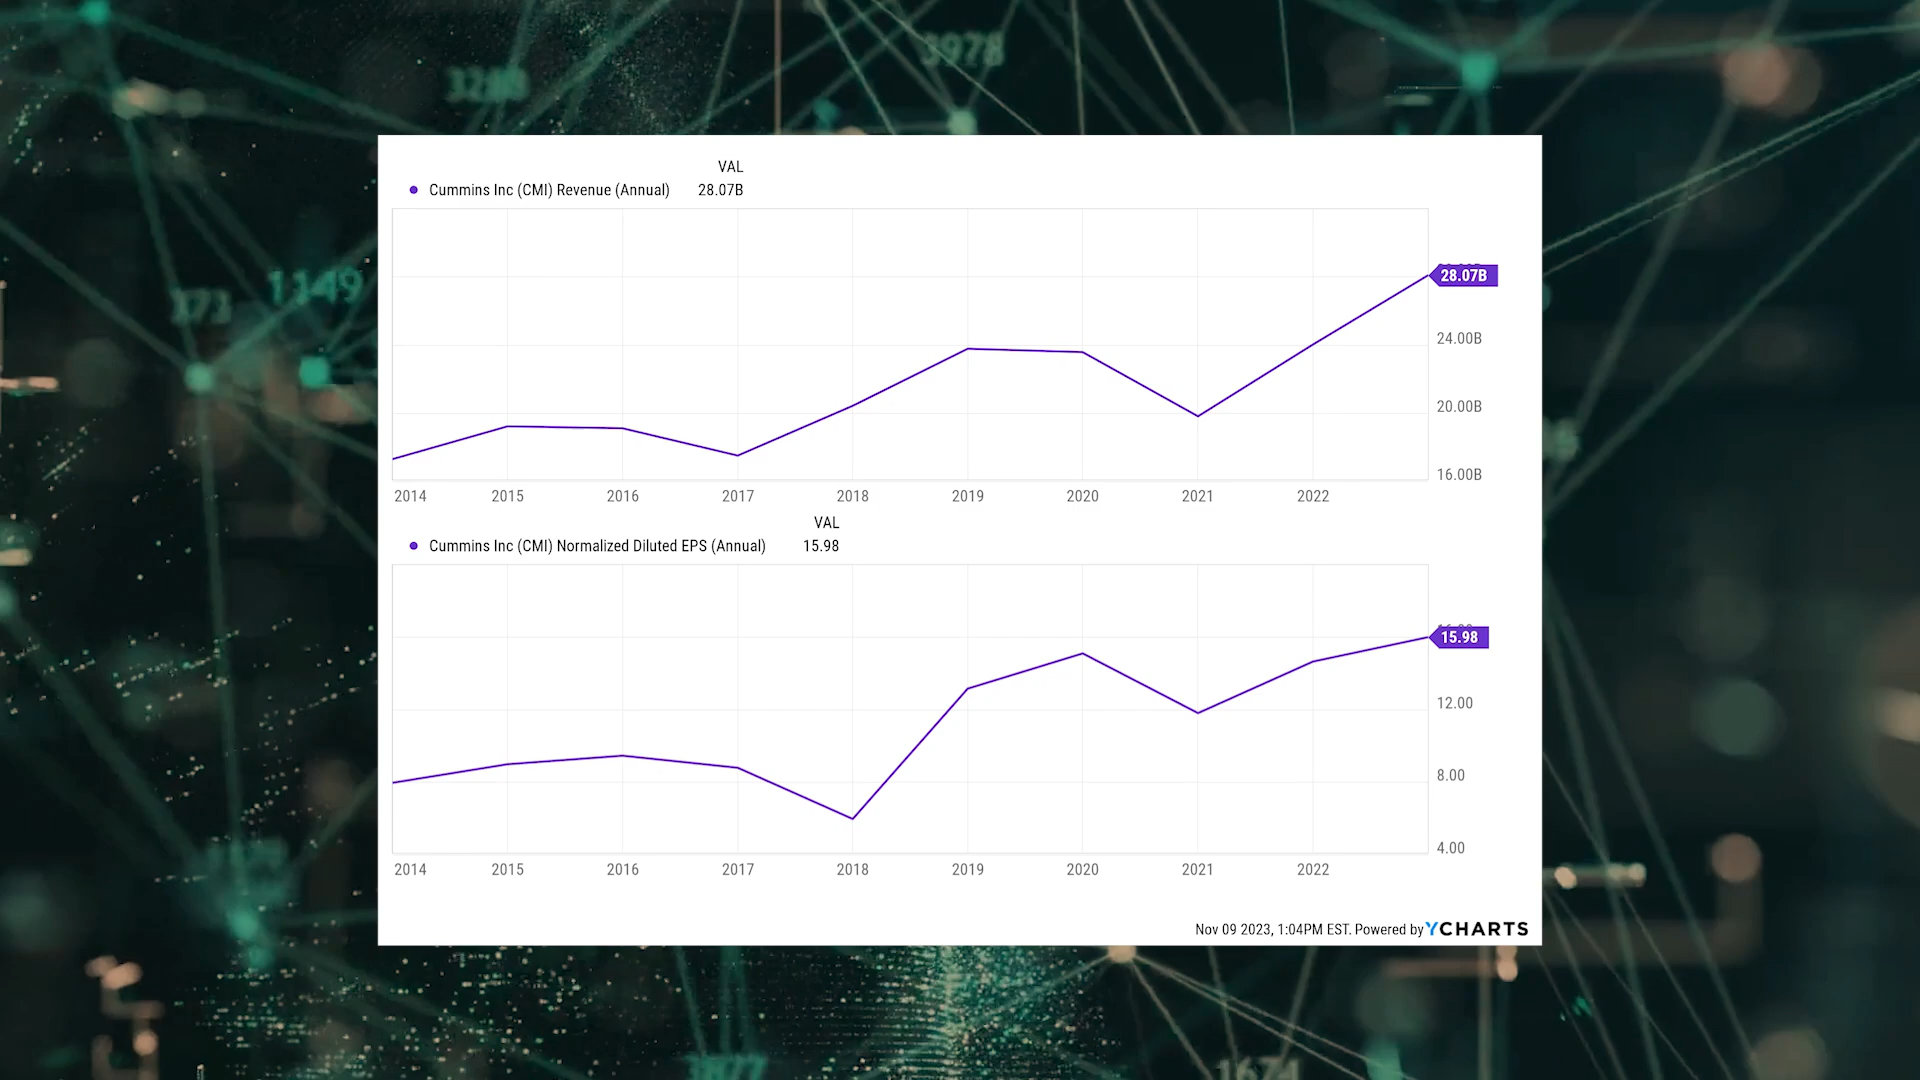 3978
1149
371
VAL
Cummins Inc (CMI) Revenue (Annual) 28.07B
28.07B
24.00B
20.00B
16.00B
2014 2015 2016 2017 2018 2019 2020 2021 2022
VAL
Cummins Inc (CMI) Normalized Diluted EPS (Annual) 15.98
15.98
12.00
8.00
4.00
2014 2015 2016 2017 2018 2019 2020 2021 2022
Nov 09 2023, 1:04PM EST. Powered by YCHARTS